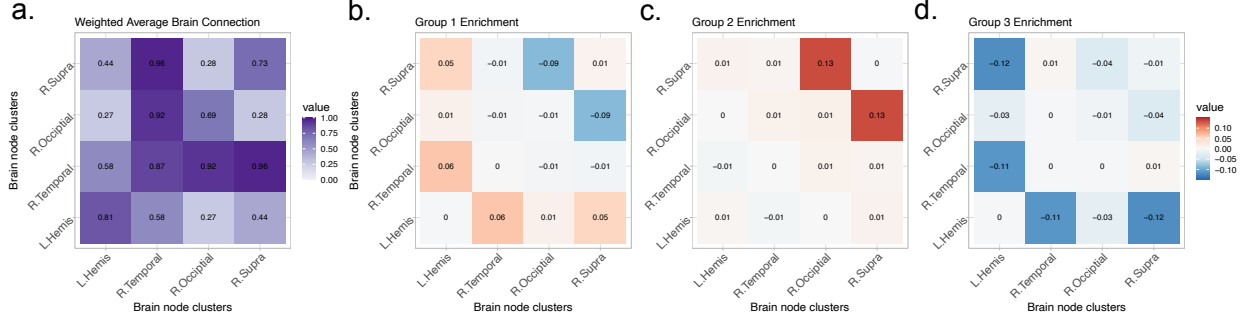 a.
Weighted Average Brain Connection
Brain node clusters
R.Supra
R.Occiptial
R.Temporal
L.Hemis
0.44 0.96 0.28 0.73
0.27 0.92 0.69 0.28
0.58 0.87 0.92 0.96
0.81 0.58 0.27 0.44
L.Hemis R.Temporal R.Occiptial R.Supra
Brain node clusters
value
1.00
0.75
0.50
0.25
0.00
b.
Group 1 Enrichment
Brain node clusters
R.Supra
R.Occiptial
R.Temporal
L.Hemis
0.05 −0.01 −0.09 0.01
0.01 −0.01 −0.01 −0.09
0.06 0 −0.01 −0.01
0 0.06 0.01 0.05
L.Hemis R.Temporal R.Occiptial R.Supra
Brain node clusters
c.
Group 2 Enrichment
R.Supra
R.Occiptial
R.Temporal
L.Hemis
0.01 0.01 0.13 0
0 0.01 0.01 0.13
−0.01 0 0.01 0.01
0.01 −0.01 0 0.01
L.Hemis R.Temporal R.Occiptial R.Supra
Brain node clusters
d.
Group 3 Enrichment
R.Supra
R.Occiptial
R.Temporal
L.Hemis
−0.12 0.01 −0.04 −0.01
−0.03 0 −0.01 −0.04
−0.11 0 0 0.01
0 −0.11 −0.03 −0.12
L.Hemis R.Temporal R.Occiptial R.Supra
Brain node clusters
value
0.10
0.05
0.00
−0.05
−0.10